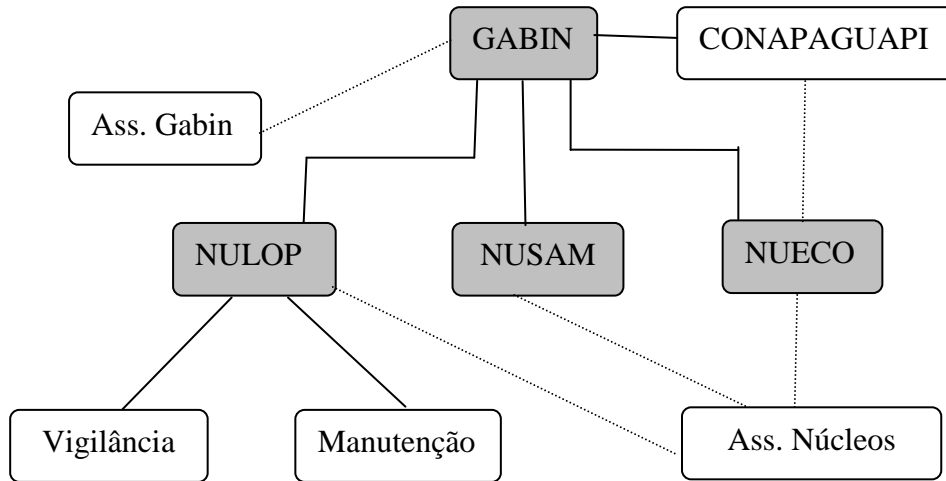 GABIN
CONAPAGUAPI
Ass. Gabin
NULOP
NUSAM
NUECO
Vigilância
Manutenção
Ass. Núcleos